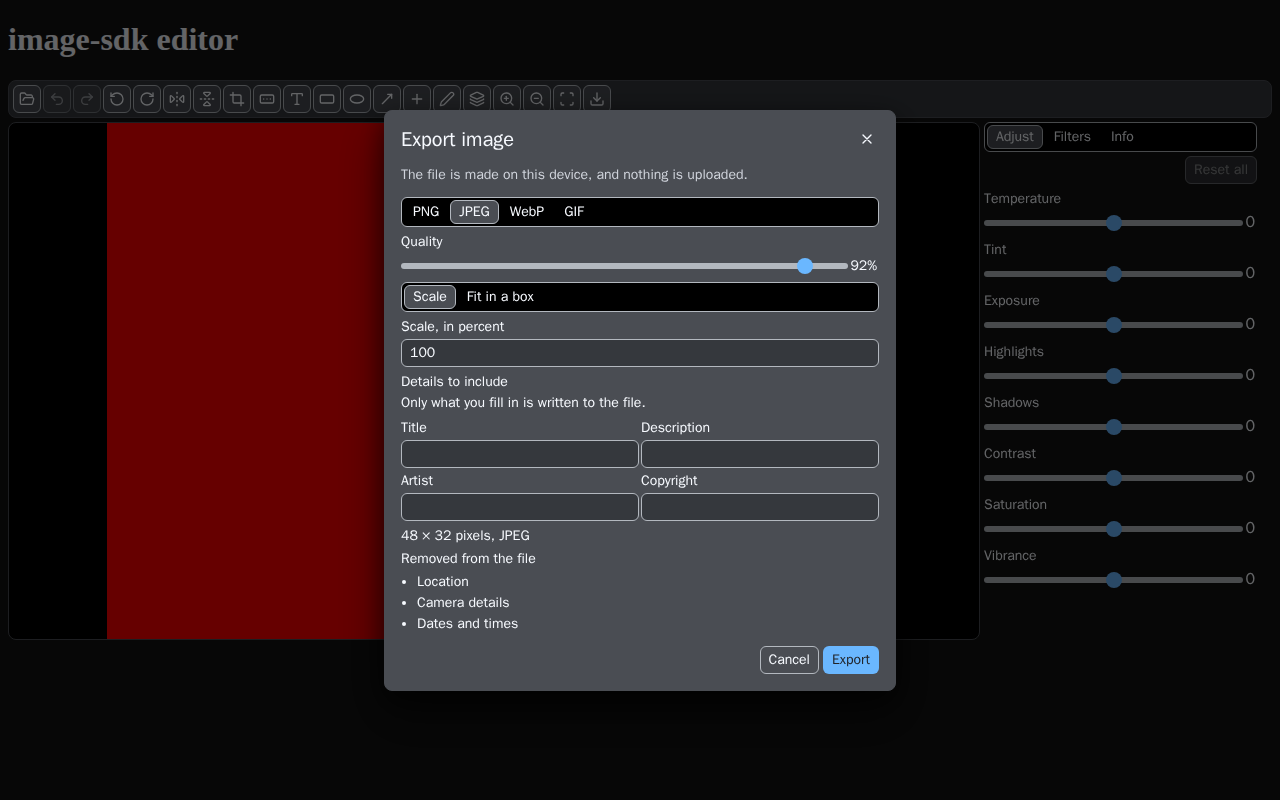 image-sdk editor
Export image
The file is made on this device, and nothing is uploaded.
PNG JPEG WebP GIF
Quality
92%
Scale Fit in a box
Scale, in percent
100
Details to include
Only what you fill in is written to the file.
Title Description
Artist Copyright
48 × 32 pixels, JPEG
Removed from the file
• Location
• Camera details
• Dates and times
Cancel Export
Adjust Filters Info
Reset all
Temperature
0
Tint
0
Exposure
0
Highlights
0
Shadows
0
Contrast
0
Saturation
0
Vibrance
0